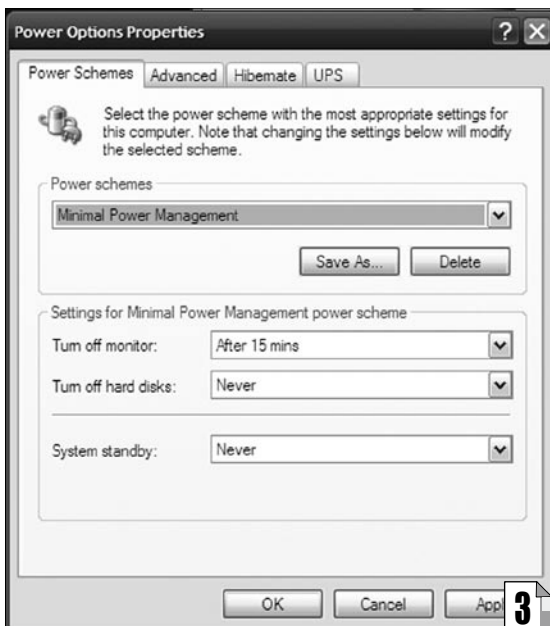 Power Options Properties
?
X
Power Schemes Advanced Hibernate UPS
Select the power scheme with the most appropriate settings for
this computer. Note that changing the settings below will modify
the selected scheme.
Power schemes
Minimal Power Management
Save As... Delete
Settings for Minimal Power Management power scheme
Turn off monitor: After 15 mins
Turn off hard disks: Never
System standby: Never
OK Cancel
3